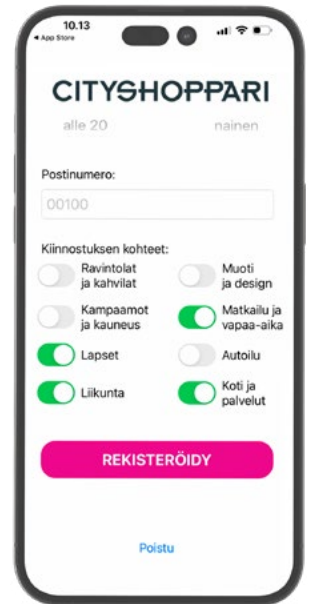 10.13
◀ App Store
CITYSHOPPARI
alle 20 nainen
Postinumero:
00100
Kiinnostuksen kohteet:
Ravintolat
ja kahvilat
Muoti
ja design
Kampaamot
ja kauneus
Matkailu ja
vapaa-aika
Lapset
Autoilu
Liikunta
Koti ja
palvelut
REKISTERÖIDY
Poistu